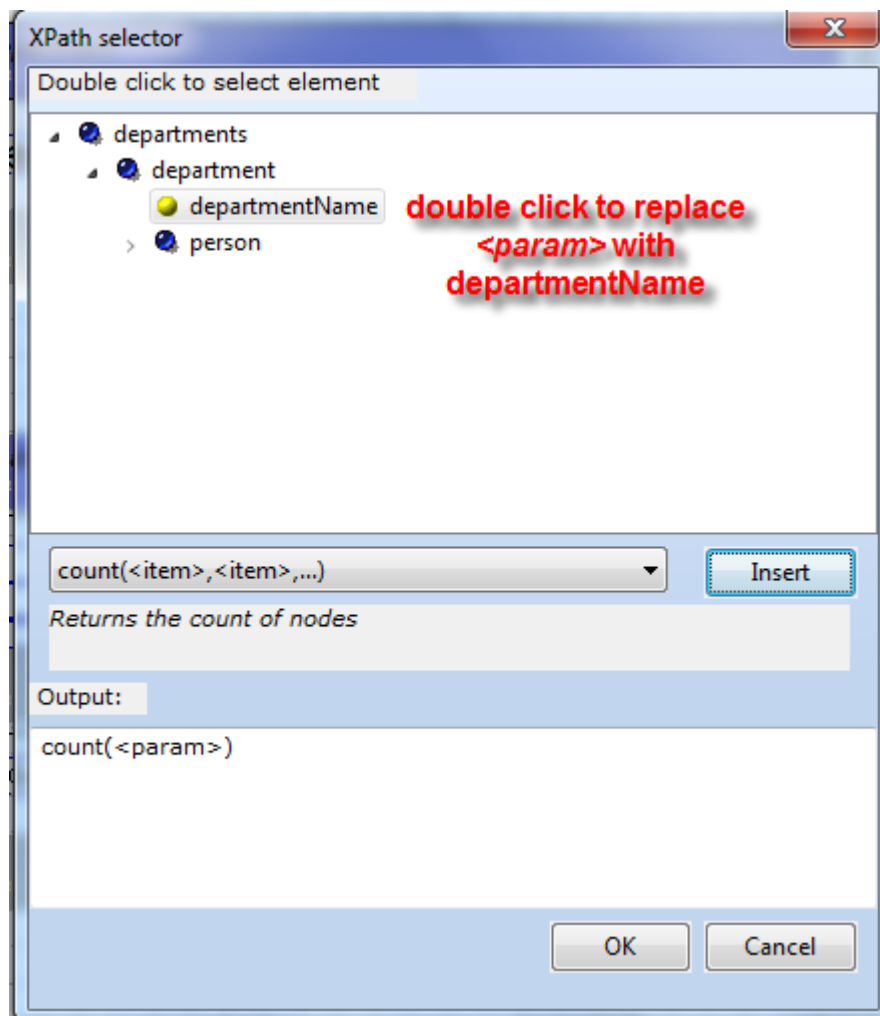 XPath selector
Double click to select element
departments
department
departmentName
double click to replace
<param> with
departmentName
person
count(<item>,<item>,...)
Insert
Returns the count of nodes
Output:
count(<param>)
OK
Cancel